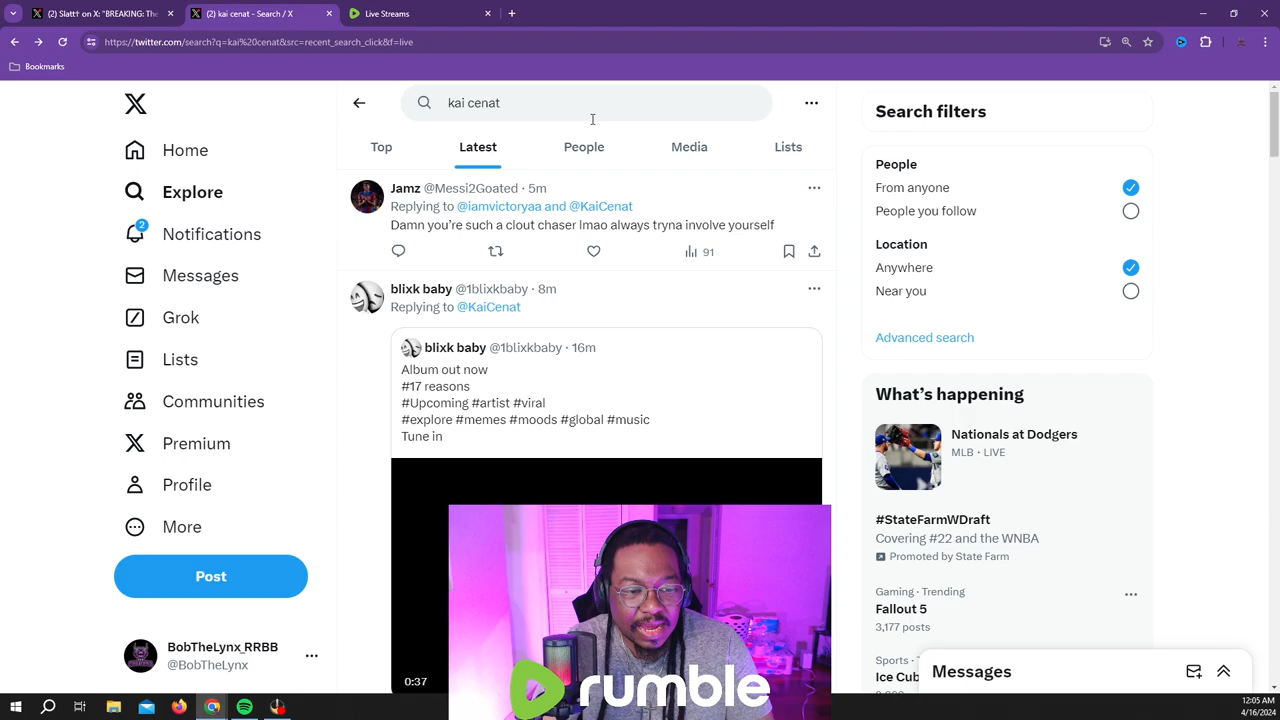 (2) Slatt+ on X: "BREAKING: The
(2) kai cenat - Search / X
Live Streams
https://twitter.com/search?q=kai%20cenat&src=recent_search_click&f=live
Bookmarks
kai cenat
Top
Latest
People
Media
Lists
Home
Explore
2
Notifications
Messages
Grok
Lists
Communities
Premium
Profile
More
Post
BobTheLynx_RRBB
@BobTheLynx
Jamz @Messi2Goated · 5m
Replying to @iamvictoryaa and @KaiCenat
Damn you're such a clout chaser lmao always tryna involve yourself
91
blixk baby @1blixkbaby · 8m
Replying to @KaiCenat
blixk baby @1blixkbaby · 16m
Album out now
#17 reasons
#Upcoming #artist #viral
#explore #memes #moods #global #music
Tune in
0:37
rumble
Search filters
People
From anyone
People you follow
Location
Anywhere
Near you
Advanced search
What's happening
Nationals at Dodgers
MLB · LIVE
#StateFarmWDraft
Covering #22 and the WNBA
Promoted by State Farm
Gaming · Trending
Fallout 5
3,177 posts
Sports ·
Ice Cub
Messages
12:05 AM
4/16/2024